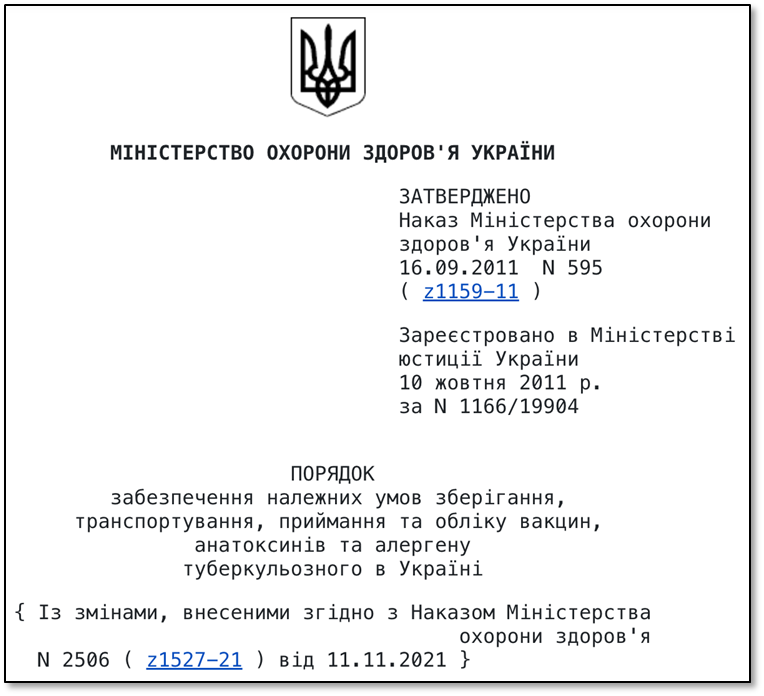 МІНІСТЕРСТВО ОХОРОНИ ЗДОРОВ'Я УКРАЇНИ
ЗАТВЕРДЖЕНО
Наказ Міністерства охорони
здоров'я України
16.09.2011 N 595
( z1159-11 )
Зареєстровано в Міністерстві
юстиції України
10 жовтня 2011 р.
за N 1166/19904
ПОРЯДОК
забезпечення належних умов зберігання,
транспортування, приймання та обліку вакцин,
анатоксинів та алергену
туберкульозного в Україні
{ Із змінами, внесеними згідно з Наказом Міністерства
охорони здоров'я
N 2506 ( z1527-21 ) від 11.11.2021 }